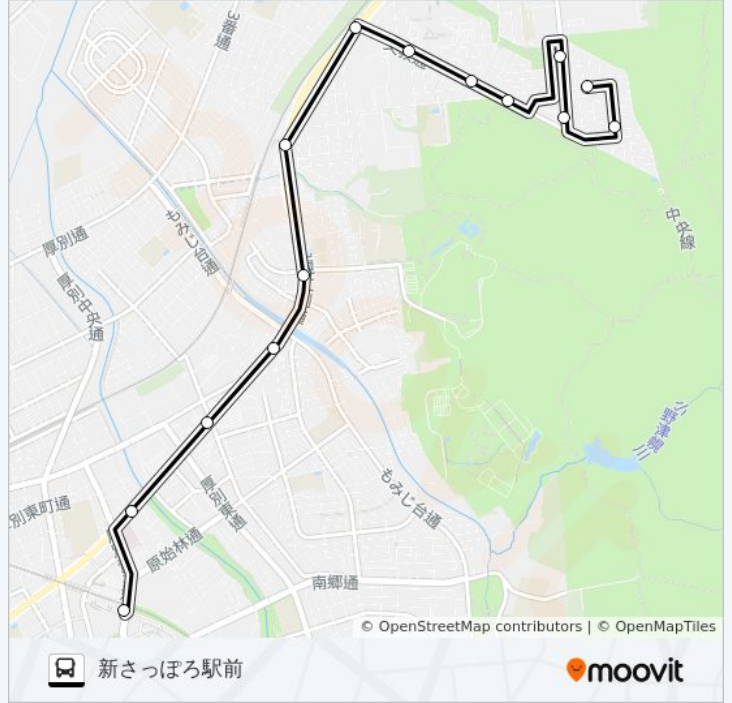 3番通
もみじ台通
厚別通
厚別中央通
中央線
小野津幌川
もみじ台通
厚別東通
別東町通
原始林通
南郷通
© OpenStreetMap contributors | © OpenMapTiles
新さっぽろ駅前
moovit